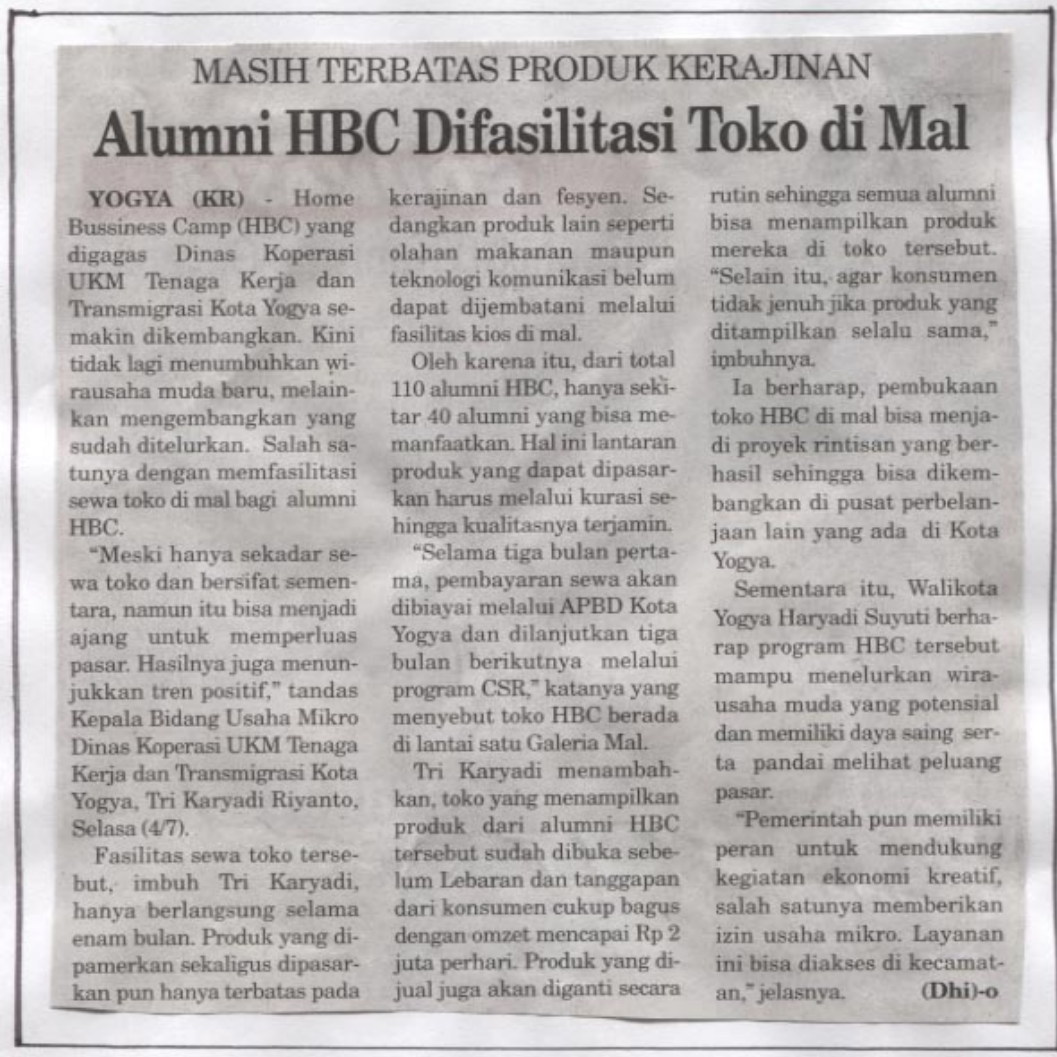 MASIH TERBATAS PRODUK KERAJINAN
Alumni HBC Difasilitasi Toko di Mal
YOGYA (KR) - Home
Bussiness Camp (HBC) yang
digagas Dinas Koperasi
UKM Tenaga Kerja dan
Transmigrasi Kota Yogya se-
makin dikembangkan. Kini
tidak lagi menumbuhkan wi-
rausaha muda baru, melain-
kan mengembangkan yang
sudah ditelurkan. Salah sa-
tunya dengan memfasilitasi
sewa toko di mal bagi alumni
HBC.
"Meski hanya sekadar se-
wa toko dan bersifat semen-
tara, namun itu bisa menjadi
ajang untuk memperluas
pasar. Hasilnya juga menun-
jukkan tren positif," tandas
Kepala Bidang Usaha Mikro
Dinas Koperasi UKM Tenaga
Kerja dan Transmigrasi Kota
Yogya, Tri Karyadi Riyanto,
Selasa (4/7).
Fasilitas sewa toko terse-
but, imbuh Tri Karyadi,
hanya berlangsung selama
enam bulan. Produk yang di-
pamerkan sekaligus dipasar-
kan pun hanya terbatas pada
kerajinan dan fesyen. Se-
dangkan produk lain seperti
olahan makanan maupun
teknologi komunikasi belum
dapat dijembatani melalui
fasilitas kios di mal.
Oleh karena itu, dari total
110 alumni HBC, hanya seki-
tar 40 alumni yang bisa me-
manfaatkan. Hal ini lantaran
produk yang dapat dipasar-
kan harus melalui kurasi se-
hingga kualitasnya terjamin.
"Selama tiga bulan perta-
ma, pembayaran sewa akan
dibiayai melalui APBD Kota
Yogya dan dilanjutkan tiga
bulan berikutnya melalui
program CSR," katanya yang
menyebut toko HBC berada
di lantai satu Galeria Mal.
Tri Karyadi menambah-
kan, toko yang menampilkan
produk dari alumni HBC
tersebut sudah dibuka sebe-
lum Lebaran dan tanggapan
dari konsumen cukup bagus
dengan omzet mencapai Rp 2
juta perhari. Produk yang di-
jual juga akan diganti secara
rutin sehingga semua alumni
bisa menampilkan produk
mereka di toko tersebut.
"Selain itu, agar konsumen
tidak jenuh jika produk yang
ditampilkan selalu sama,"
imbuhnya.
Ia berharap, pembukaan
toko HBC di mal bisa menja-
di proyek rintisan yang ber-
hasil sehingga bisa dikem-
bangkan di pusat perbelan-
jaan lain yang ada di Kota
Yogya.
Sementara itu, Walikota
Yogya Haryadi Suyuti berha-
rap program HBC tersebut
mampu menelurkan wira-
usaha muda yang potensial
dan memiliki daya saing ser-
ta pandai melihat peluang
pasar.
"Pemerintah pun memiliki
peran untuk mendukung
kegiatan ekonomi kreatif,
salah satunya memberikan
izin usaha mikro. Layanan
ini bisa diakses di kecamat-
an," jelasnya. (Dhi)-o